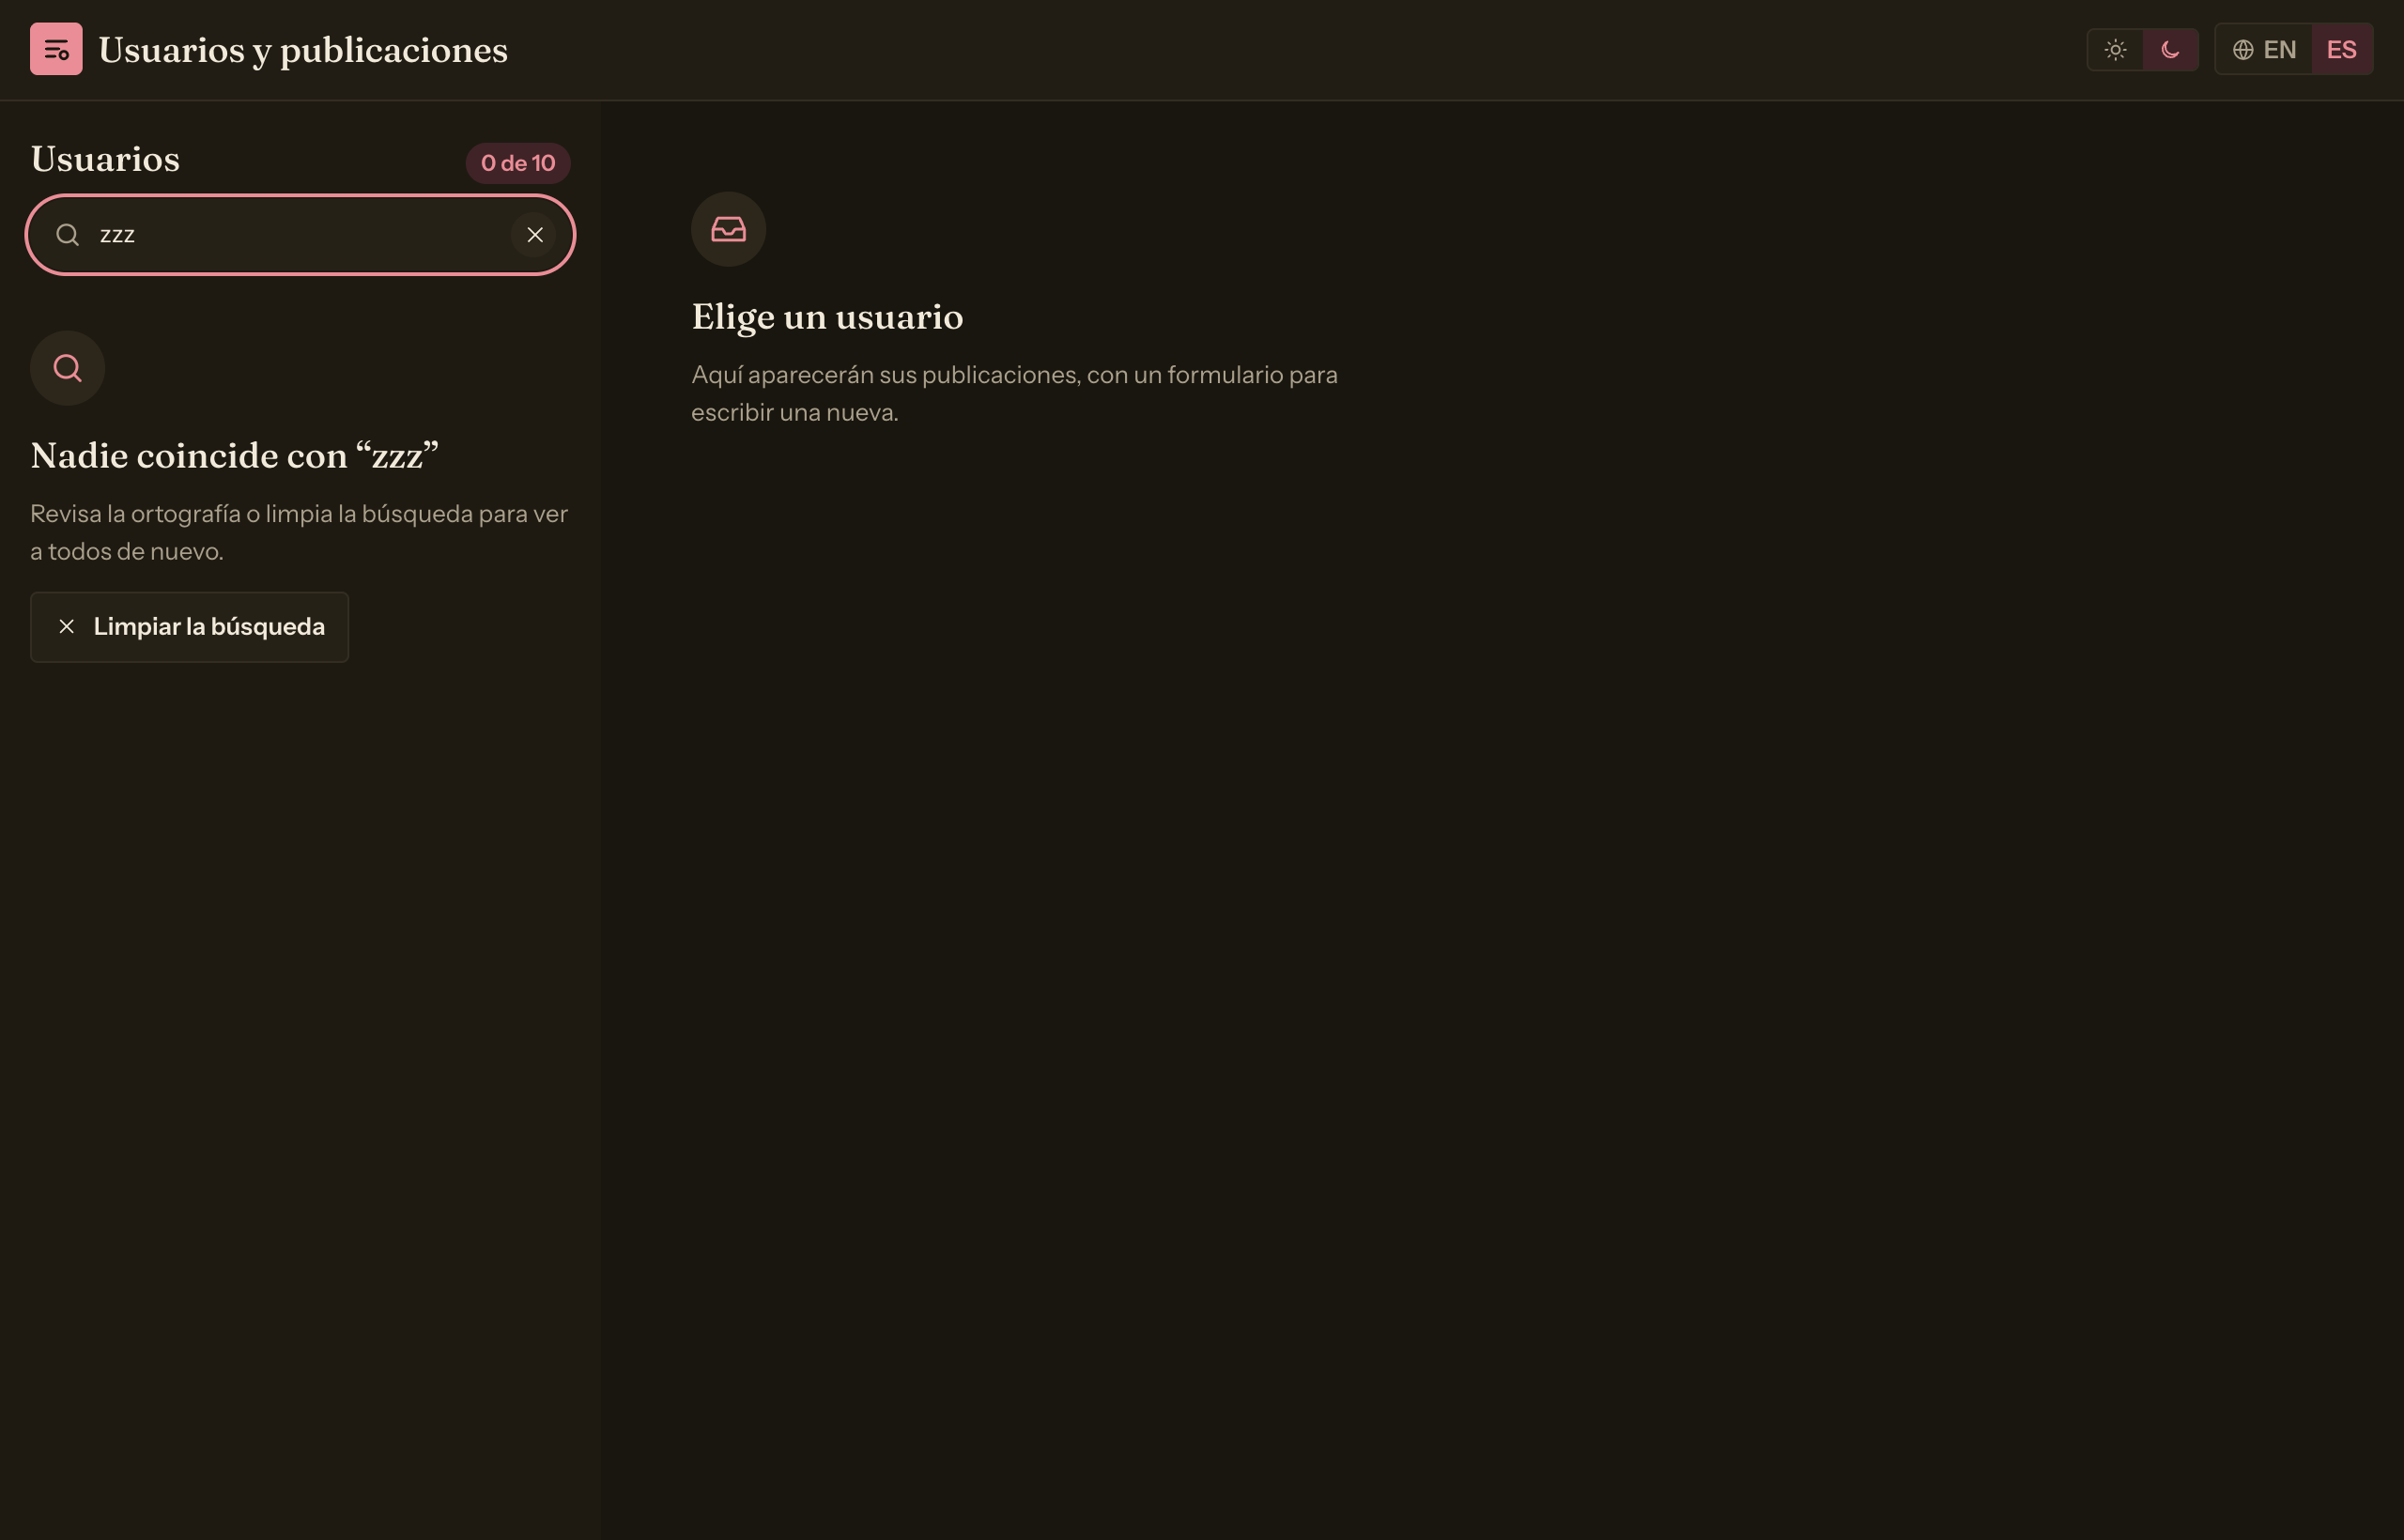 Usuarios y publicaciones
EN
ES
Usuarios
0 de 10
zzz
Nadie coincide con “zzz”
Revisa la ortografía o limpia la búsqueda para ver
a todos de nuevo.
Limpiar la búsqueda
Elige un usuario
Aquí aparecerán sus publicaciones, con un formulario para
escribir una nueva.